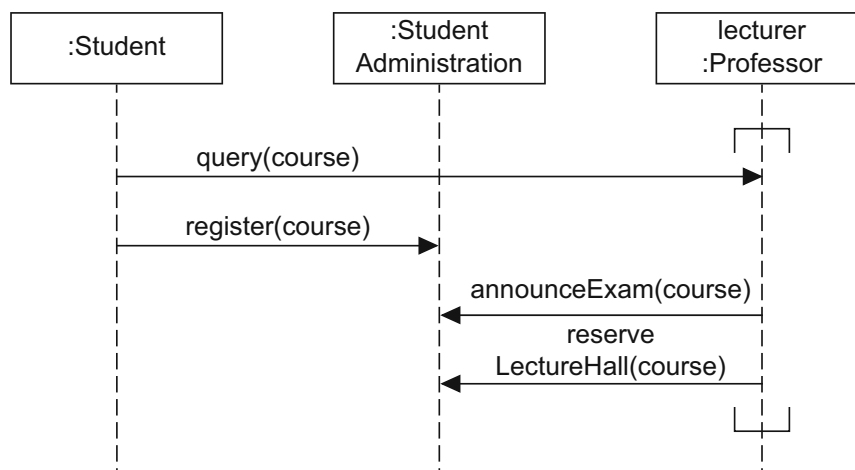 :Student
:Student
Administration
lecturer
:Professor
query(course)
register(course)
announceExam(course)
reserve
LectureHall(course)